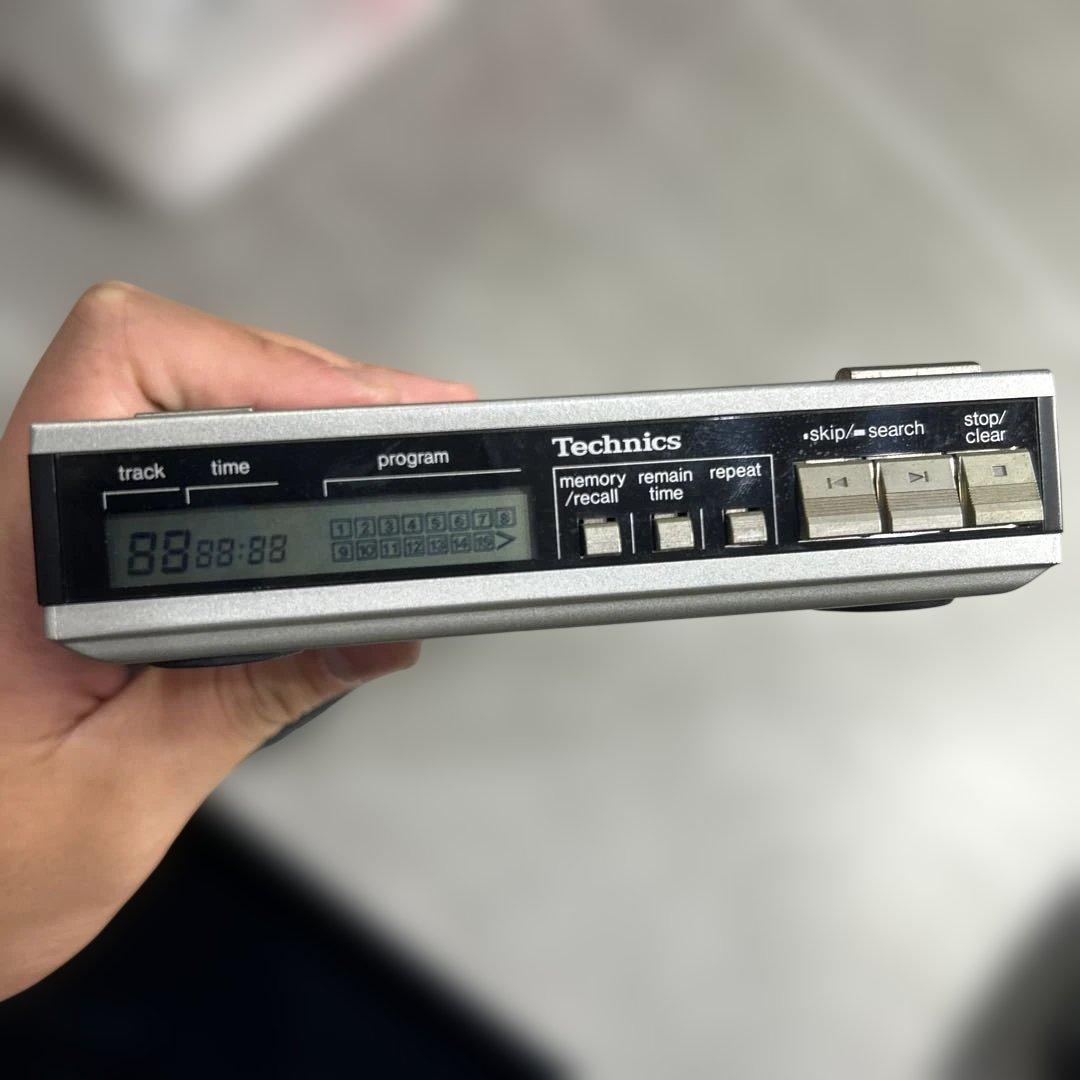 track time program
88 88:88
1 2 3 4 5 6 7 8
9 10 11 12 13 14 15 >
Technics
memory
/recall
remain
time
repeat
skip/ search
stop/
clear